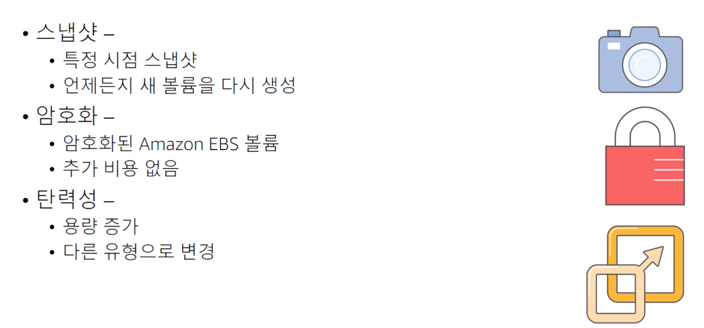 • 스냅샷 –
• 특정 시점 스냅샷
• 언제든지 새 볼륨을 다시 생성
• 암호화 –
• 암호화된 Amazon EBS 볼륨
• 추가 비용 없음
• 탄력성 –
• 용량 증가
• 다른 유형으로 변경